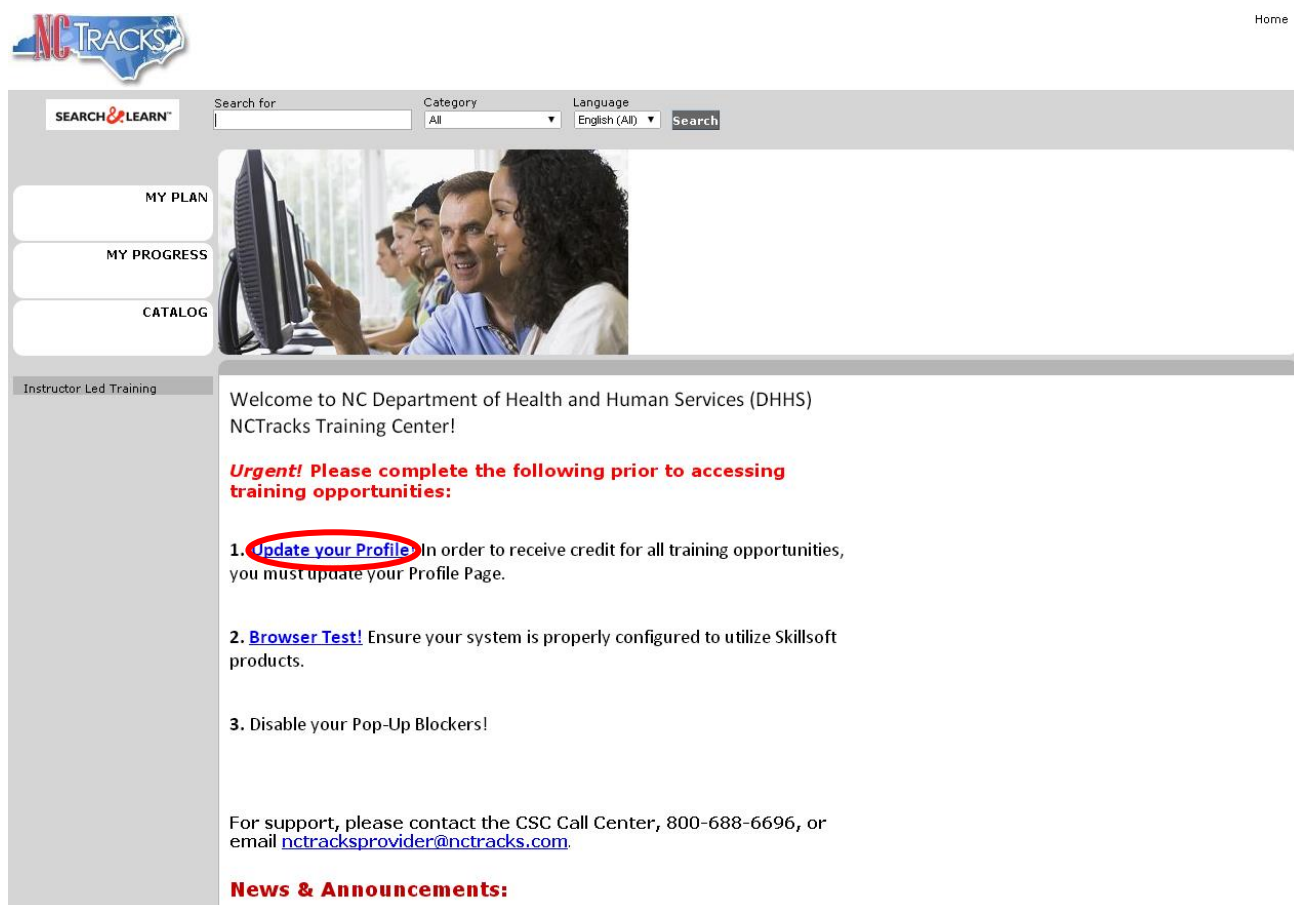 NC TRACKS
Home
SEARCH & LEARN™
Search for
Category
Language
All
English (All)
Search
MY PLAN
MY PROGRESS
CATALOG
Instructor Led Training
Welcome to NC Department of Health and Human Services (DHHS)
NCTracks Training Center!
Urgent! Please complete the following prior to accessing
training opportunities:
1. Update your Profile! In order to receive credit for all training opportunities,
you must update your Profile Page.
2. Browser Test! Ensure your system is properly configured to utilize Skillsoft
products.
3. Disable your Pop-Up Blockers!
For support, please contact the CSC Call Center, 800-688-6696, or
email nctracksprovider@nctracks.com.
News & Announcements: